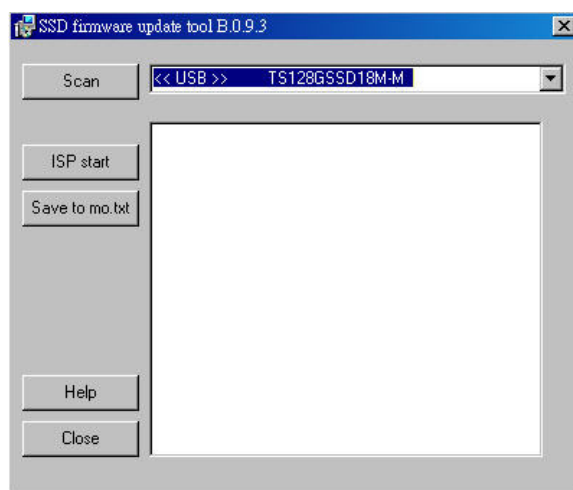 SSD firmware update tool B.0.9.3
Scan
<< USB >> TS128GSSD18M-M
ISP start
Save to mo.txt
Help
Close